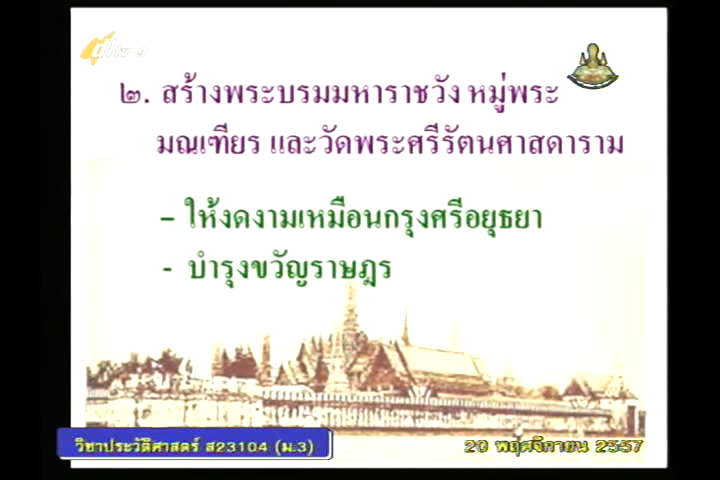 ๒. สร้างพระบรมมหาราชวัง หมู่พระ
มณเฑียร และวัดพระศรีรัตนศาสดาราม
– ให้งดงามเหมือนกรุงศรีอยุธยา
- บำรุงขวัญราษฎร
วิชาประวัติศาสตร์ ส23104 (ม.3)
20 พฤศจิกายน 2557